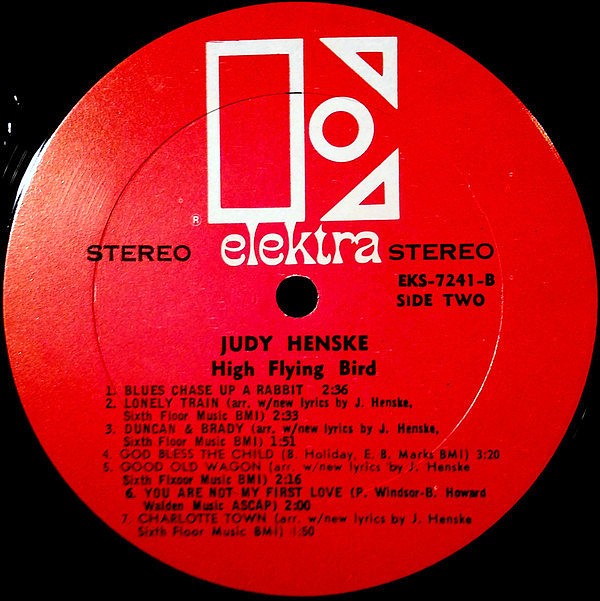 ®
elektra
STEREO STEREO
EKS-7241-B
SIDE TWO
JUDY HENSKE
High Flying Bird
1. BLUES CHASE UP A RABBIT 2:36
2. LONELY TRAIN (arr. w/new lyrics by J. Henske,
Sixth Floor Music BMI) 2:33
3. DUNCAN & BRADY (arr. w/new lyrics by J. Henske,
Sixth Floor Music BMI) 1:51
4. GOD BLESS THE CHILD (B. Holiday, E. B. Marks BMI) 3:20
5. GOOD OLD WAGON (arr. w/new lyrics by J. Henske
Sixth Flxoor Music BMI) 2:16
6. YOU ARE NOT MY FIRST LOVE (P. Windsor-B. Howard
Walden Music ASCAP) 2:00
7. CHARLOTTE TOWN (arr. w/new lyrics by J. Henske
Sixth Floor Music BMI) 1:50